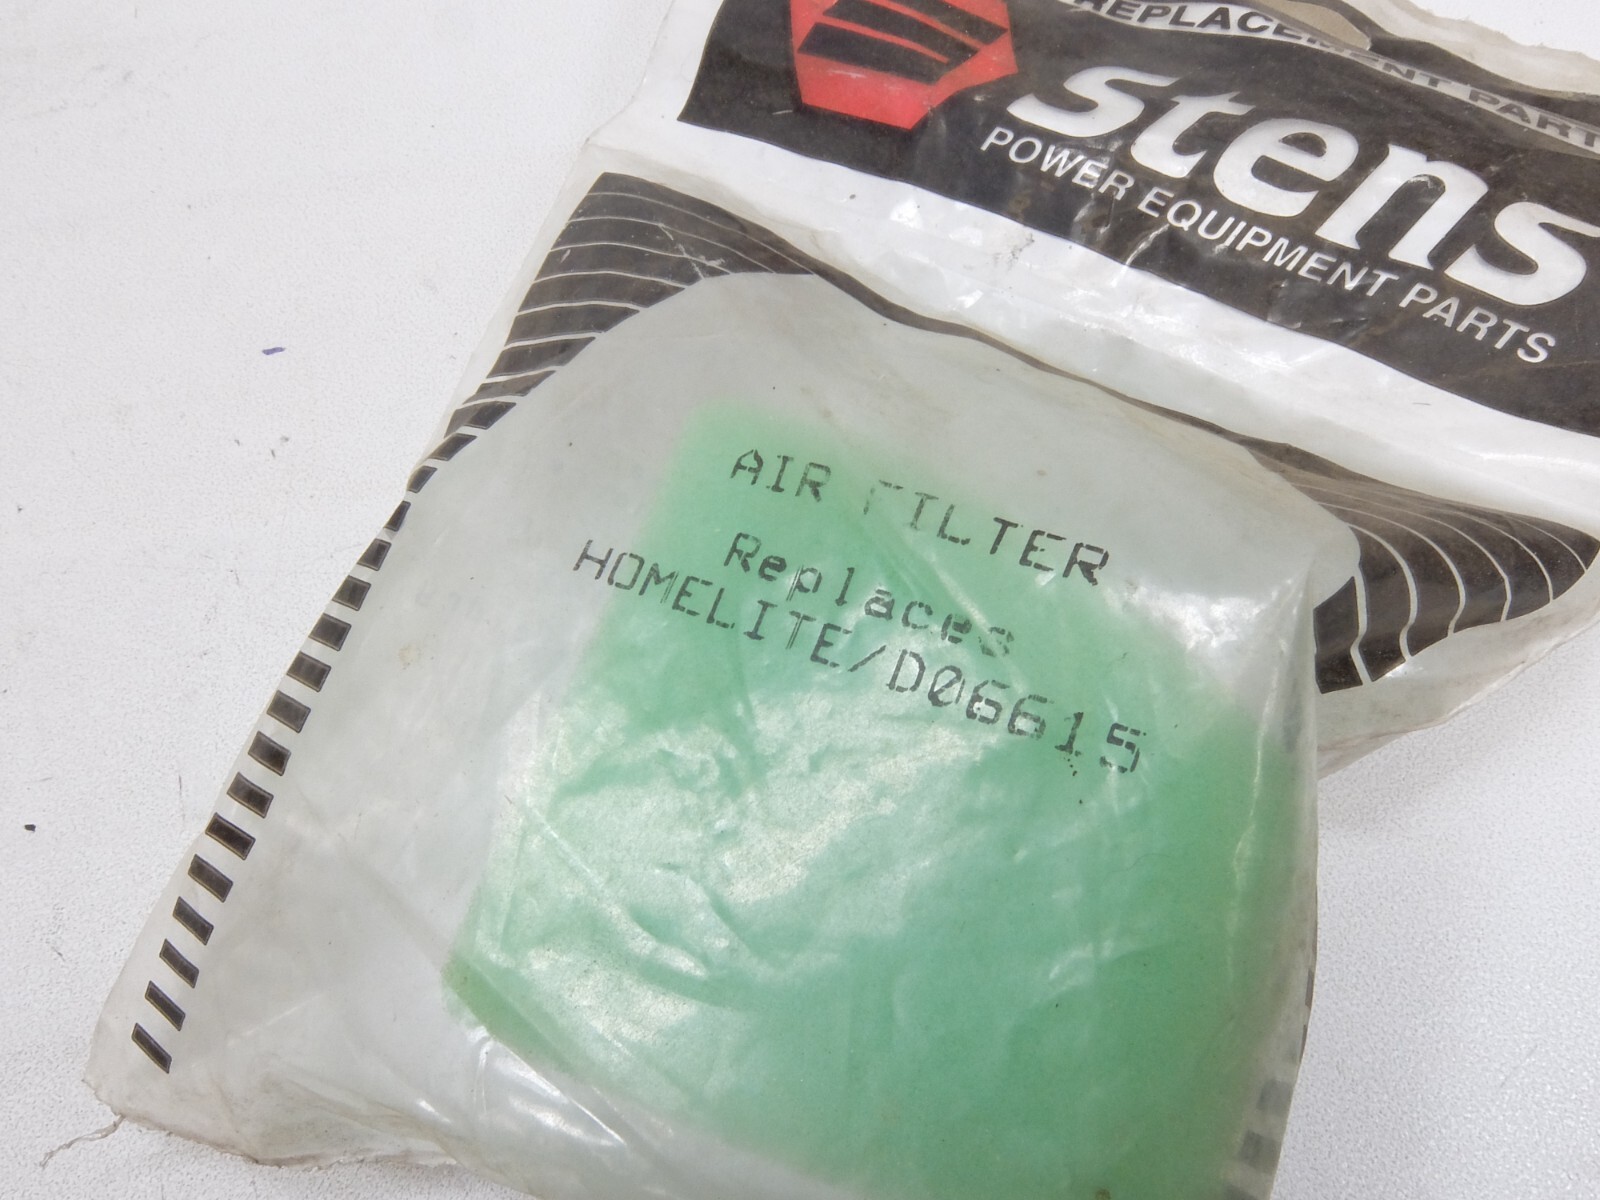 REPLACEMENT PARTS
stens
POWER EQUIPMENT PARTS
AIR FILTER
Replaces
HOMELITE/D06615